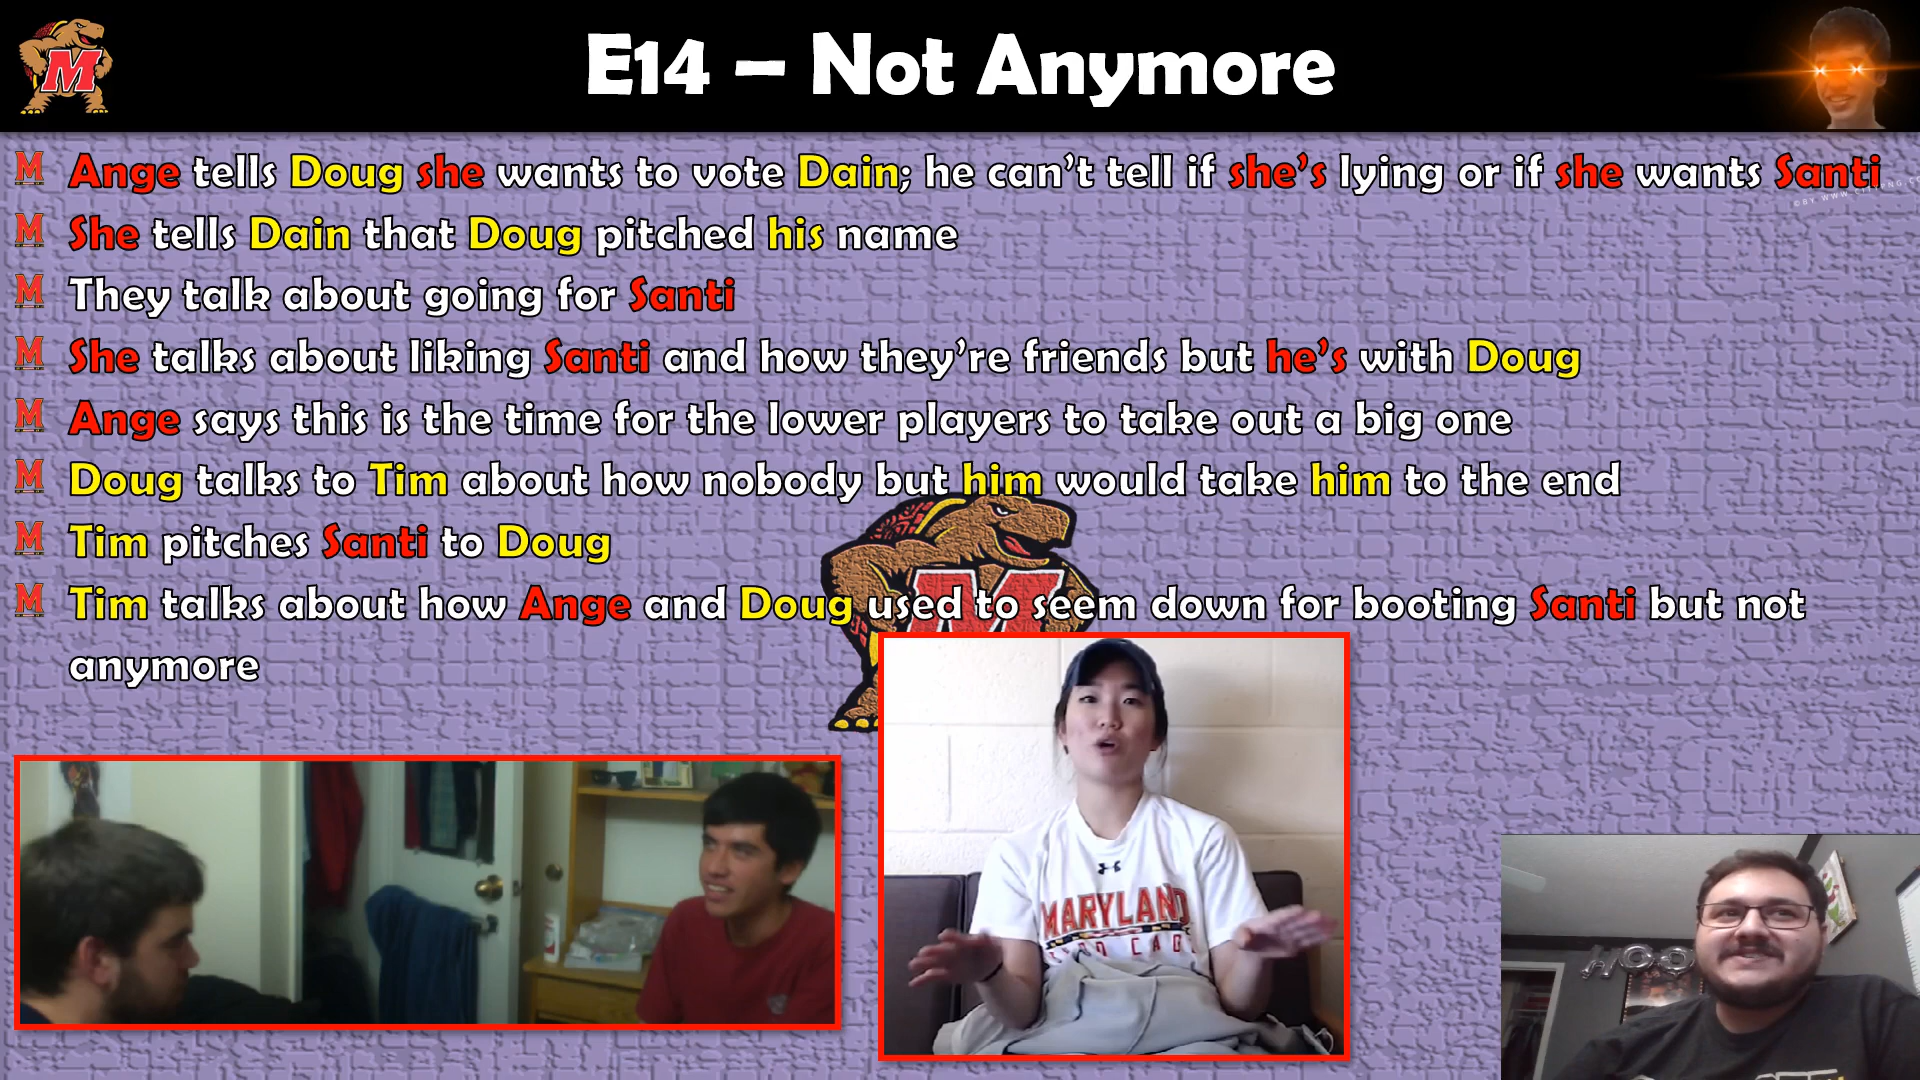 E14 – Not Anymore
Ange tells Doug she wants to vote Dain; he can't tell if she's lying or if she wants Santi
She tells Dain that Doug pitched his name
They talk about going for Santi
She talks about liking Santi and how they're friends but he's with Doug
Ange says this is the time for the lower players to take out a big one
Doug talks to Tim about how nobody but him would take him to the end
Tim pitches Santi to Doug
Tim talks about how Ange and Doug used to seem down for booting Santi but not
anymore
M
MARYLAND